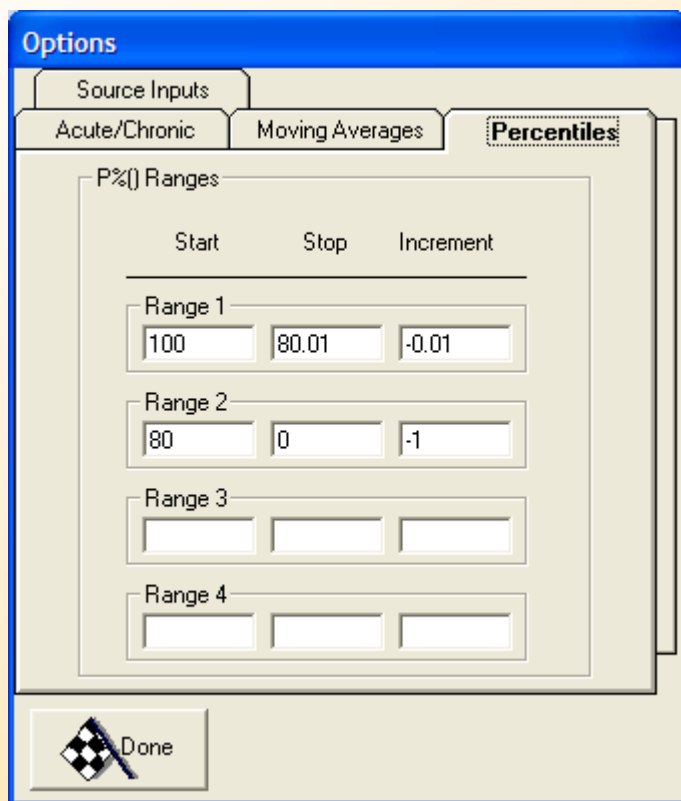 Options
Source Inputs
Acute/Chronic Moving Averages Percentiles
P%() Ranges
Start Stop Increment
Range 1
100 80.01 -0.01
Range 2
80 0 -1
Range 3
Range 4
Done